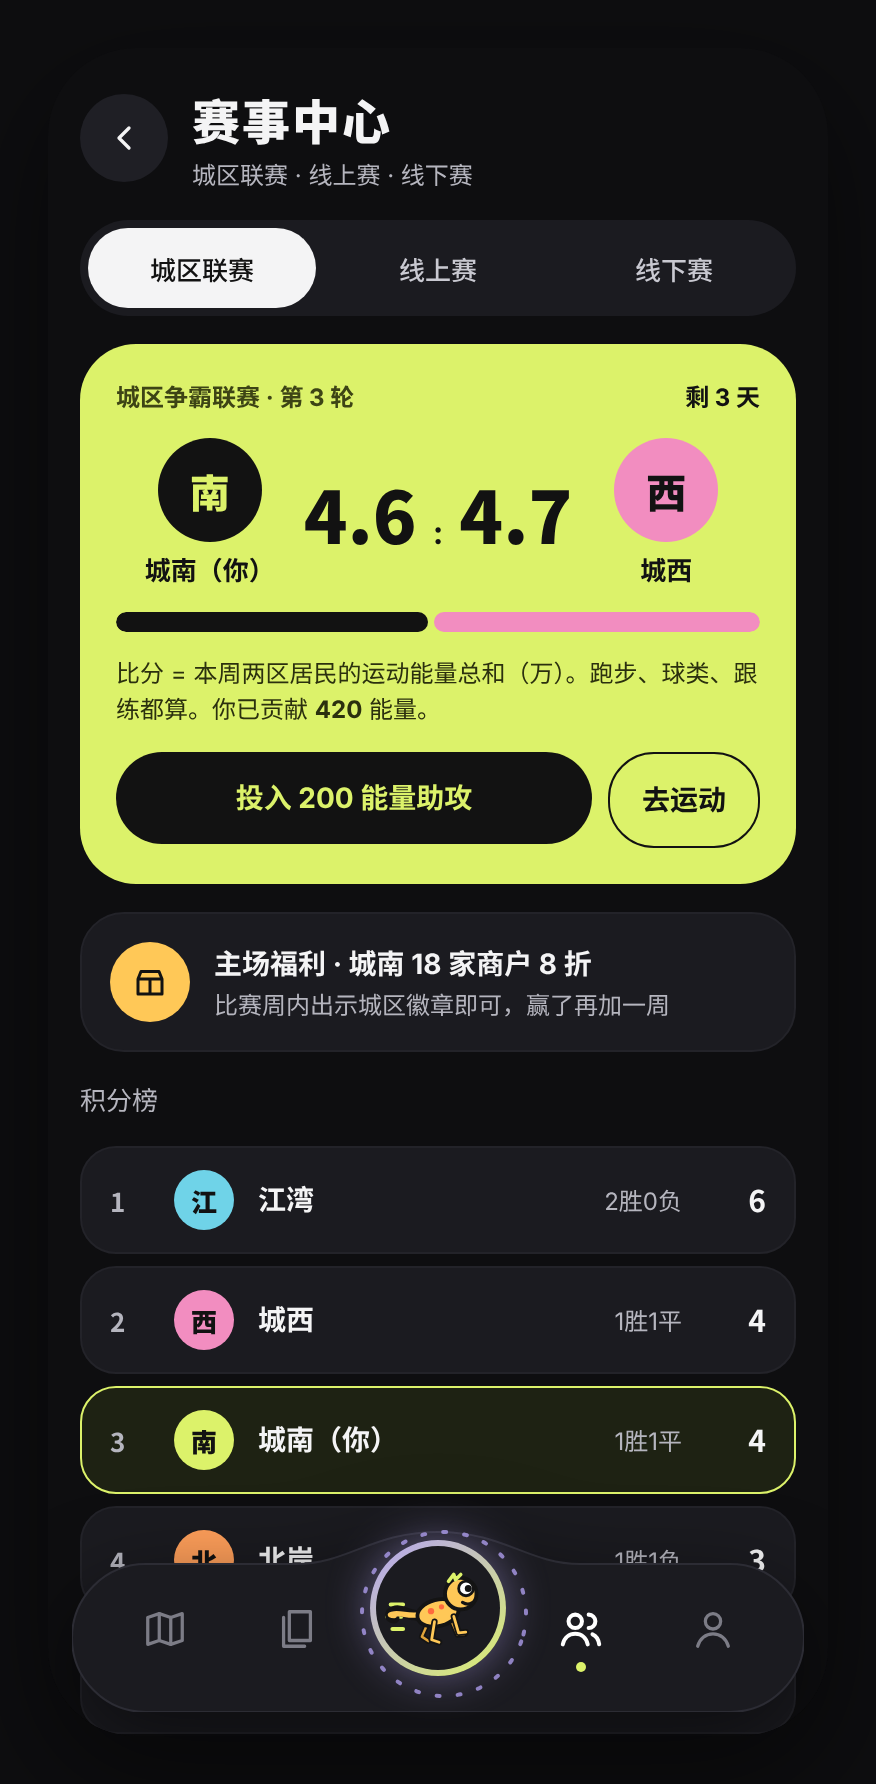 赛事中心
城区联赛 · 线上赛 · 线下赛
城区联赛
线上赛
线下赛
城区争霸联赛 · 第 3 轮
剩 3 天
南
4.6 : 4.7
西
城南（你）
城西
比分 = 本周两区居民的运动能量总和（万）。跑步、球类、跟
练都算。你已贡献 420 能量。
投入 200 能量助攻
去运动
主场福利 · 城南 18 家商户 8 折
比赛周内出示城区徽章即可，赢了再加一周
积分榜
1 江 江湾 2胜0负 6
2 西 城西 1胜1平 4
3 南 城南（你） 1胜1平 4
4 北 北岸 1胜1负 3